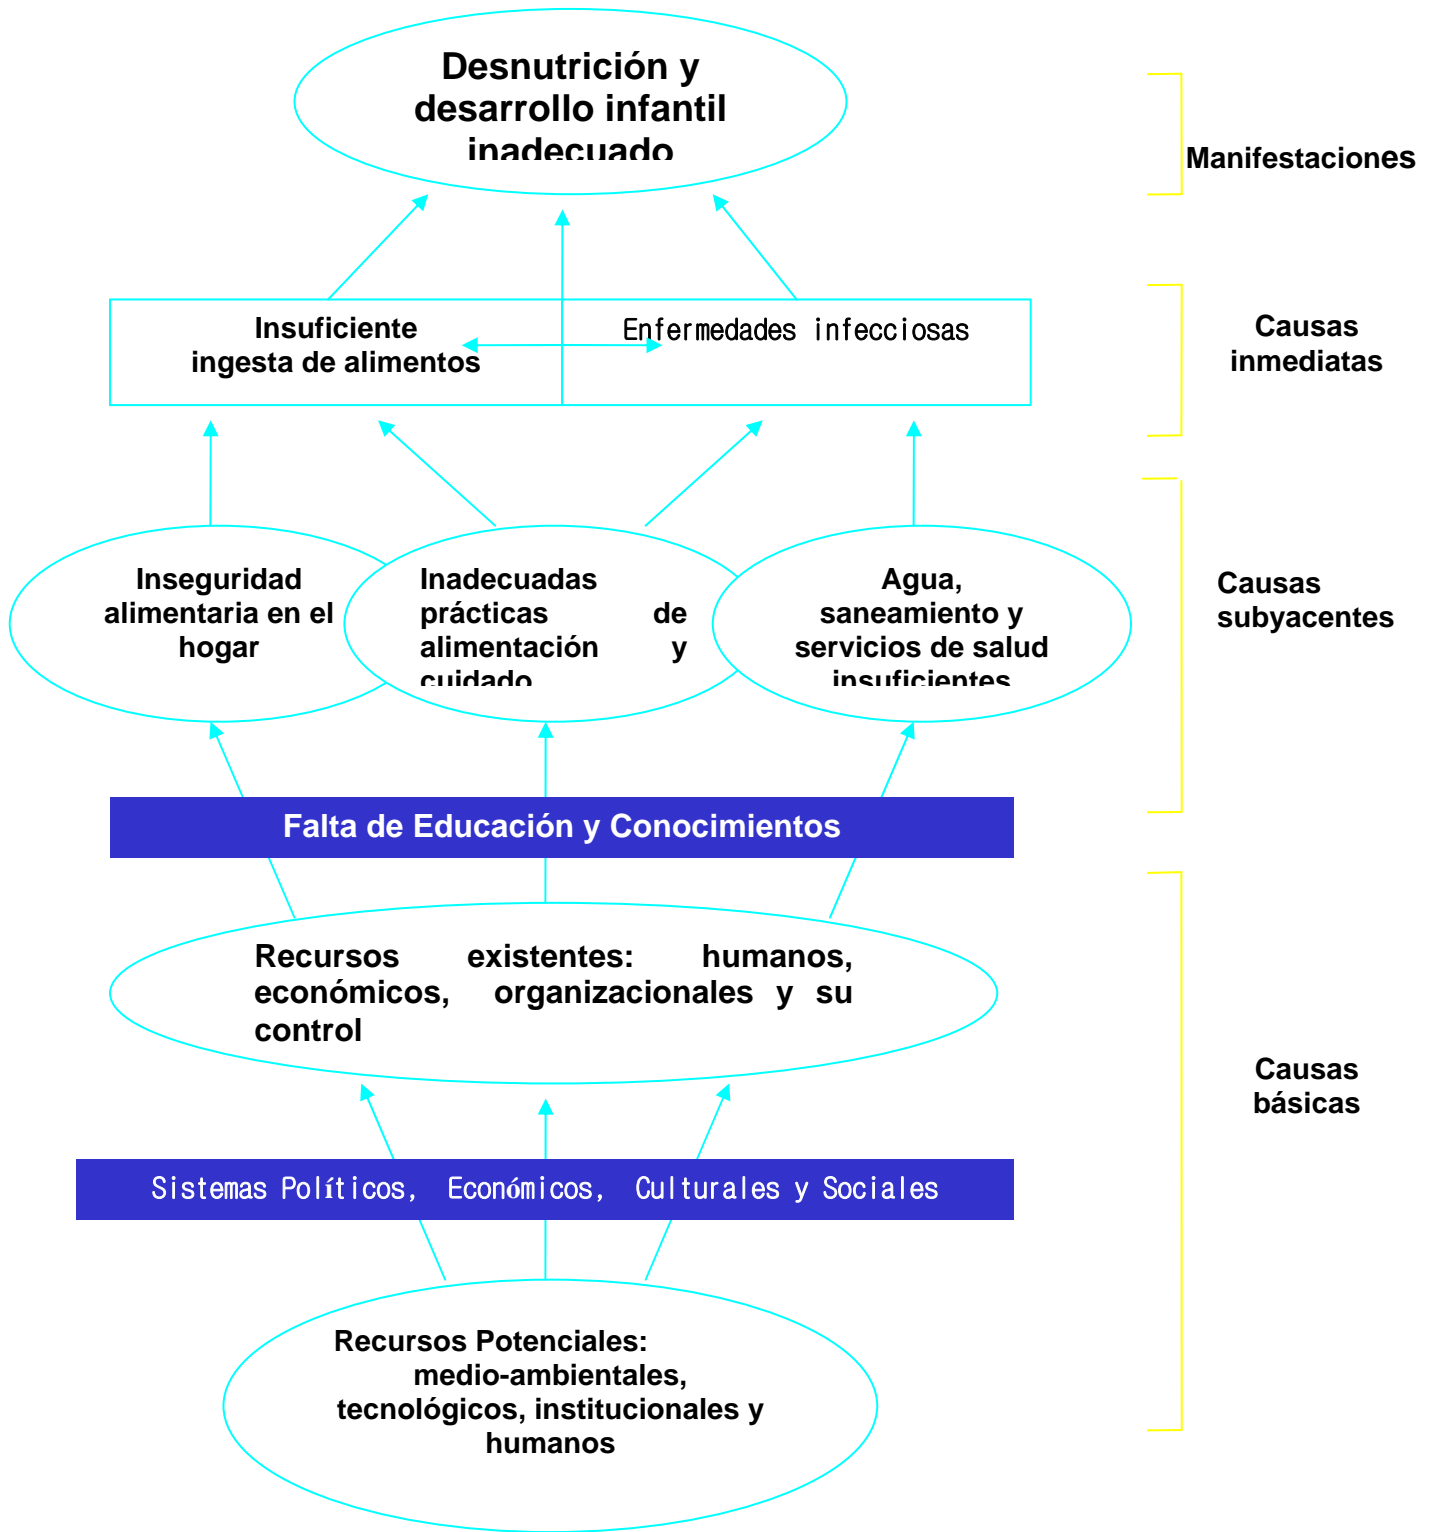 Desnutrición y
desarrollo infantil
inadecuado
Manifestaciones
Insuficiente
ingesta de alimentos
Enfermedades infecciosas
Causas
inmediatas
Inseguridad
alimentaria en el
hogar
Inadecuadas
prácticas de
alimentación y
cuidado
Agua,
saneamiento y
servicios de salud
insuficientes
Causas
subyacentes
Falta de Educación y Conocimientos
Recursos existentes: humanos,
económicos, organizacionales y su
control
Causas
básicas
Sistemas Políticos, Económicos, Culturales y Sociales
Recursos Potenciales:
medio-ambientales,
tecnológicos, institucionales y
humanos